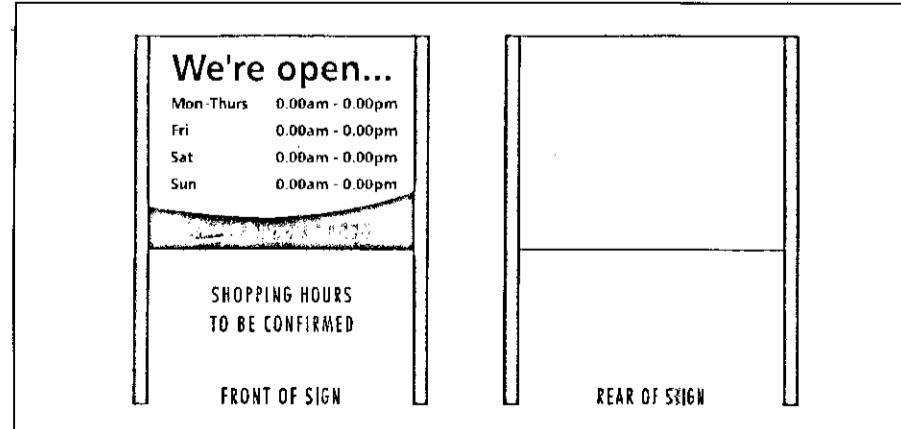 We're open...
Mon-Thurs 0.00am - 0.00pm
Fri 0.00am - 0.00pm
Sat 0.00am - 0.00pm
Sun 0.00am - 0.00pm
SHOPPING HOURS
TO BE CONFIRMED
FRONT OF SIGN
REAR OF SIGN